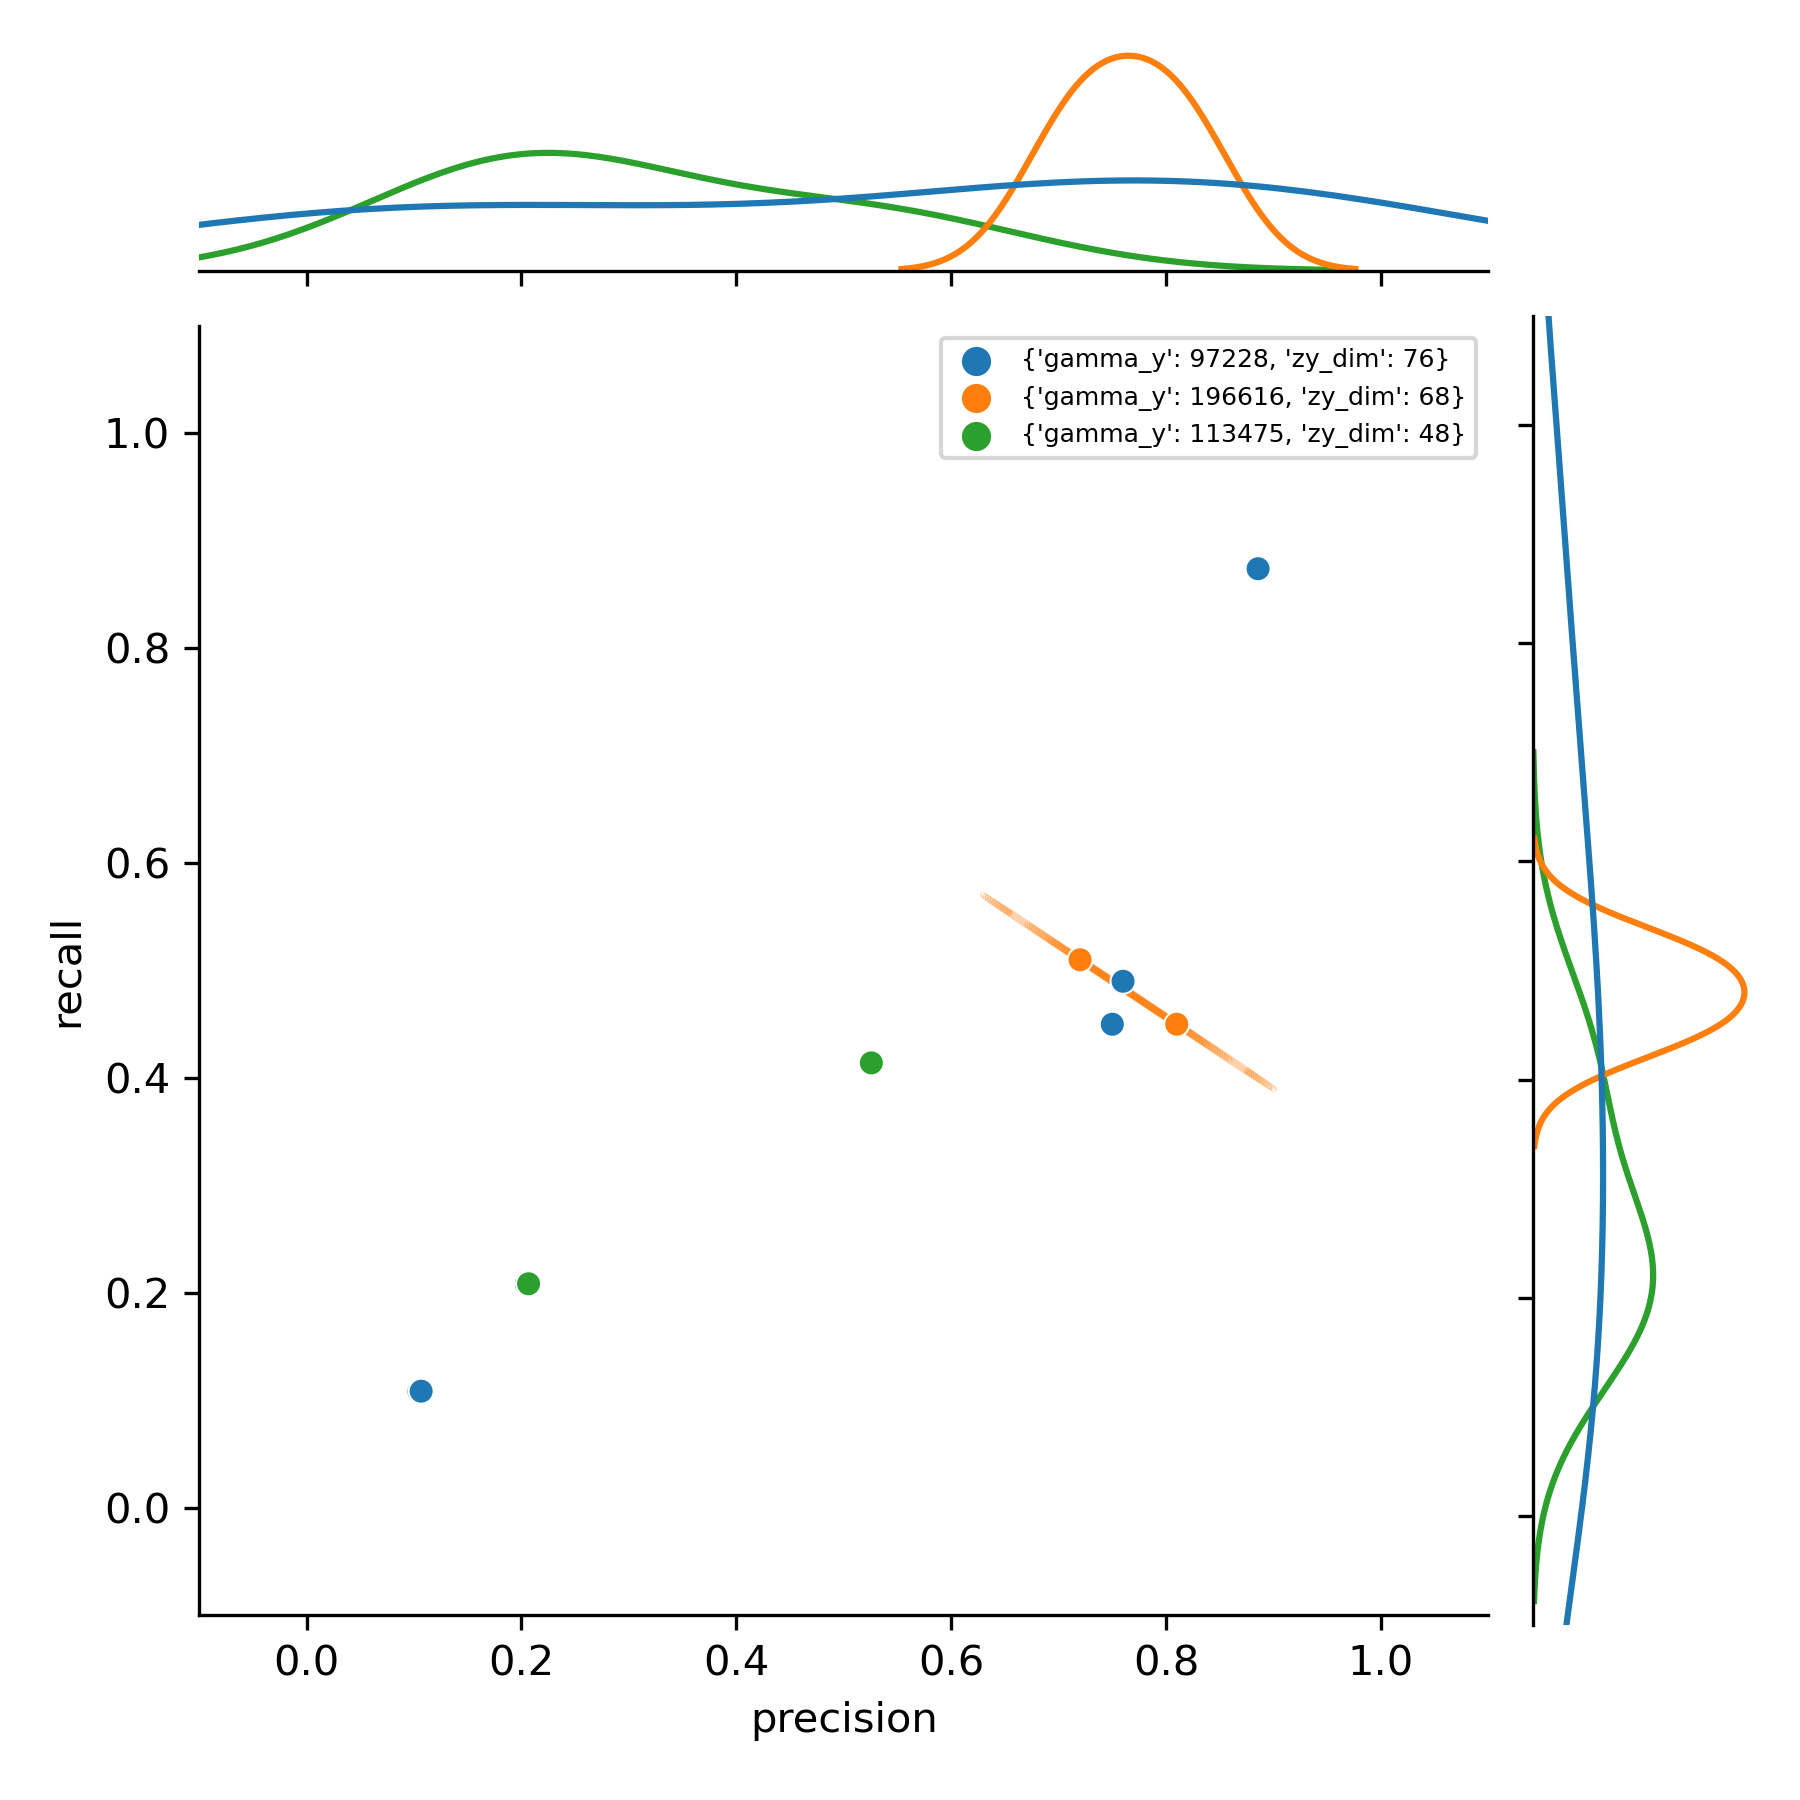 {'gamma_y': 97228, 'zy_dim': 76}
{'gamma_y': 196616, 'zy_dim': 68}
{'gamma_y': 113475, 'zy_dim': 48}
1.0
0.8
0.6
0.4
0.2
0.0
recall
0.0 0.2 0.4 0.6 0.8 1.0
precision